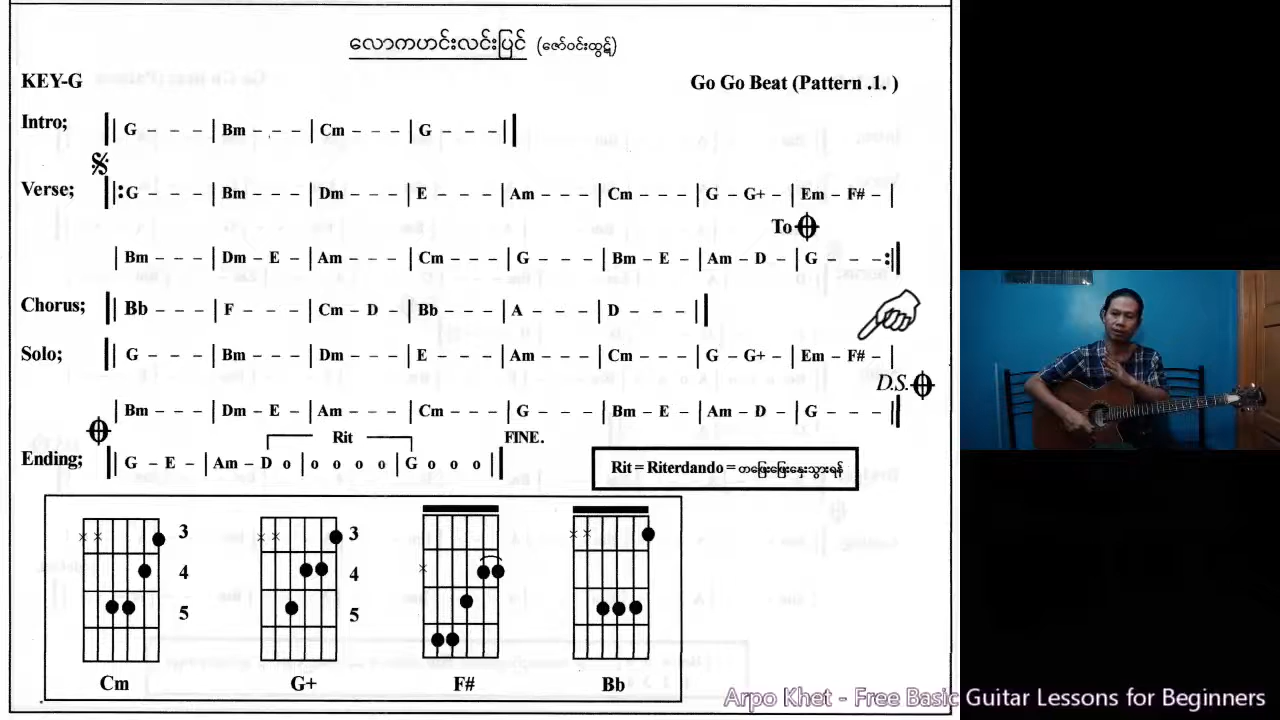 လောကဟင်းလင်းပြင် (ဇော်ဝင်းထွဋ်)
KEY-G Go Go Beat (Pattern .1. )
Intro; || G - - - | Bm - - - | Cm - - - | G - - - ||
Verse; ||: G - - - | Bm - - - | Dm - - - | E - - - | Am - - - | Cm - - - | G - G+ - | Em - F# - |
To
| Bm - - - | Dm - E - | Am - - - | Cm - - - | G - - - | Bm - E - | Am - D - | G - - - :||
Chorus; || Bb - - - | F - - - | Cm - D - | Bb - - - | A - - - | D - - - ||
Solo; || G - - - | Bm - - - | Dm - - - | E - - - | Am - - - | Cm - - - | G - G+ - | Em - F# - |
D.S.
| Bm - - - | Dm - E - | Am - - - | Cm - - - | G - - - | Bm - E - | Am - D - | G - - - ||
Rit FINE.
Ending; || G - E - | Am - D o | o o o o | G o o o ||
Rit = Riterdando = တဖြေးဖြေးနှေးသွားရန်
× × 3 4 5
× × 3 4 5
×
× ×
Cm G+ F# Bb
Arpo Khet - Free Basic Guitar Lessons for Beginners